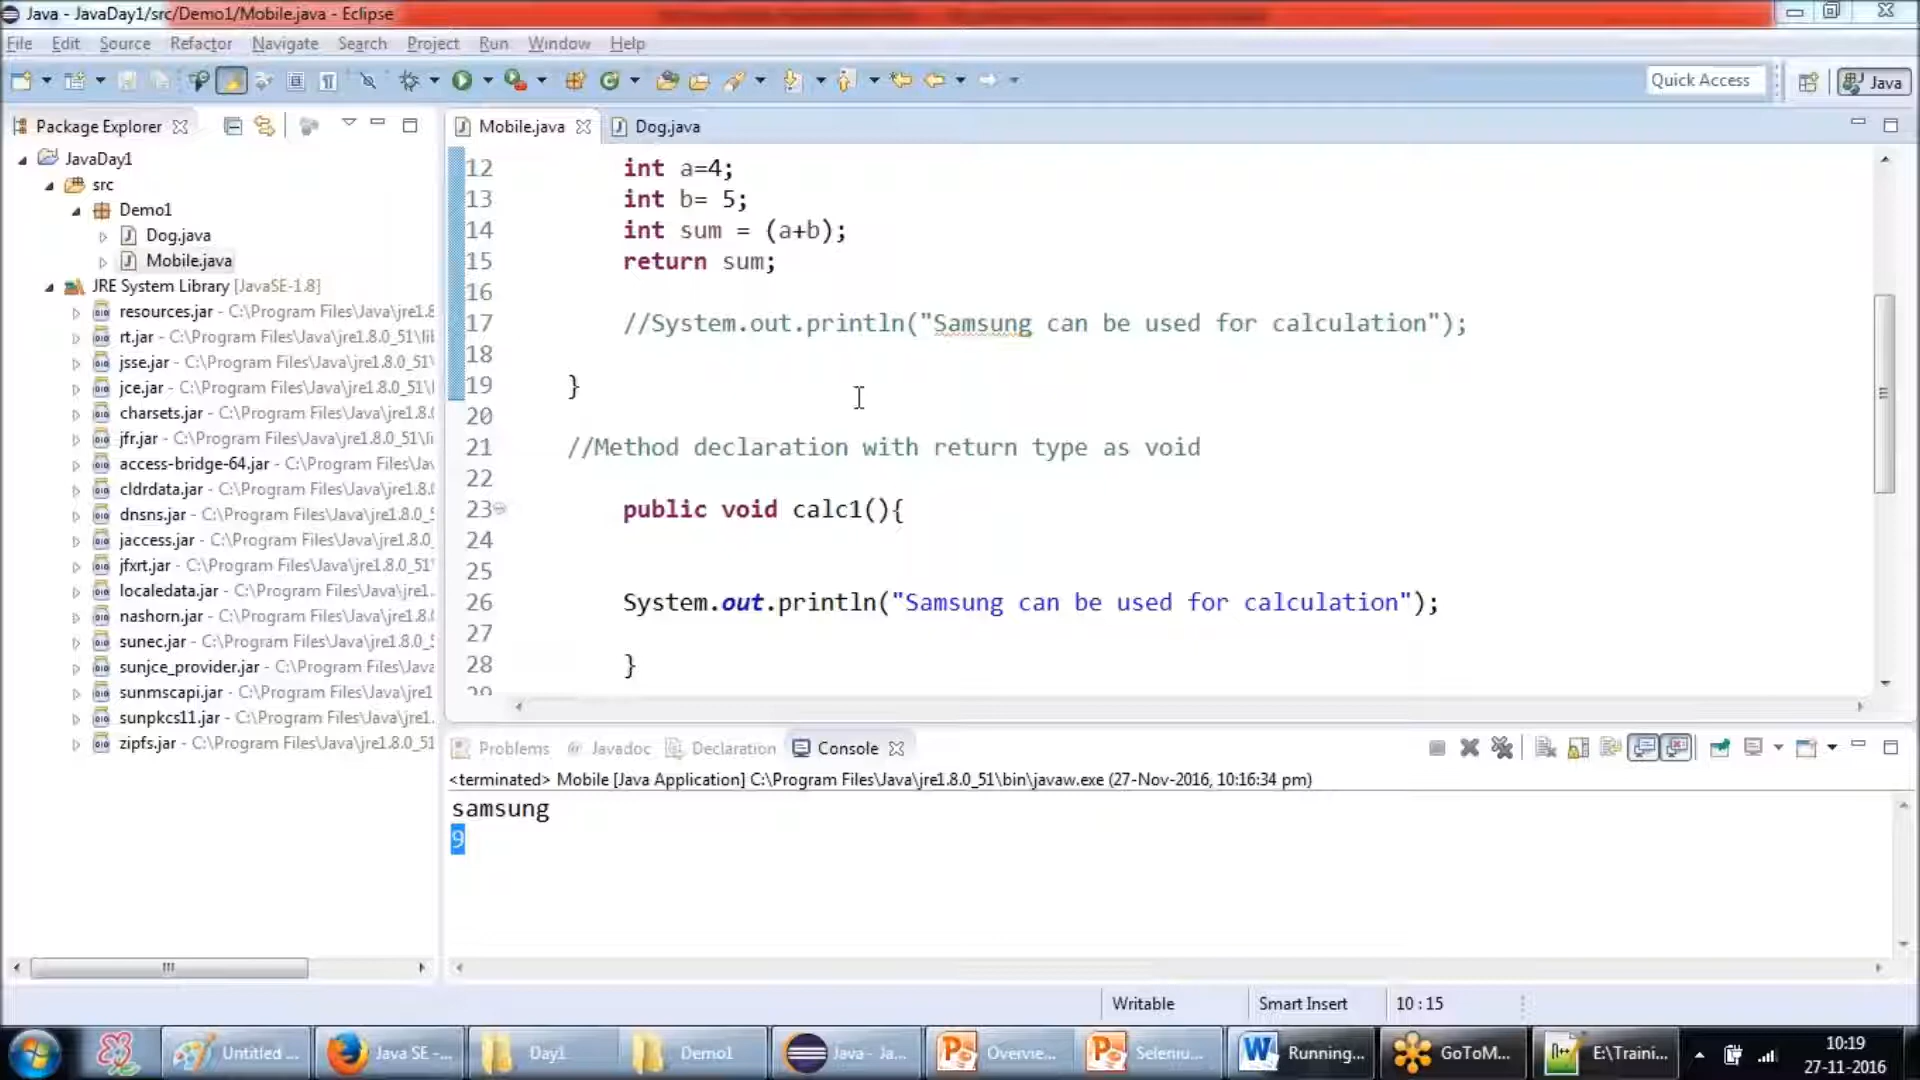 Java - JavaDay1/src/Demo1/Mobile.java - Eclipse
File Edit Source Refactor Navigate Search Project Run Window Help
Quick Access
Java
Package Explorer
Mobile.java
Dog.java
JavaDay1
src
Demo1
Dog.java
Mobile.java
JRE System Library [JavaSE-1.8]
resources.jar - C:\Program Files\Java\jre1.8
rt.jar - C:\Program Files\Java\jre1.8.0_51\lib
jsse.jar - C:\Program Files\Java\jre1.8.0_51\l
jce.jar - C:\Program Files\Java\jre1.8.0_51\l
charsets.jar - C:\Program Files\Java\jre1.8.0
jfr.jar - C:\Program Files\Java\jre1.8.0_51\li
access-bridge-64.jar - C:\Program Files\Jav
cldrdata.jar - C:\Program Files\Java\jre1.8.0
dnsns.jar - C:\Program Files\Java\jre1.8.0_5
jaccess.jar - C:\Program Files\Java\jre1.8.0_
jfxrt.jar - C:\Program Files\Java\jre1.8.0_51\
localedata.jar - C:\Program Files\Java\jre1.
nashorn.jar - C:\Program Files\Java\jre1.8.0
sunec.jar - C:\Program Files\Java\jre1.8.0_5
sunjce_provider.jar - C:\Program Files\Java
sunmscapi.jar - C:\Program Files\Java\jre1
sunpkcs11.jar - C:\Program Files\Java\jre1.
zipfs.jar - C:\Program Files\Java\jre1.8.0_51
12 int a=4;
13 int b= 5;
14 int sum = (a+b);
15 return sum;
16
17 //System.out.println("Samsung can be used for calculation");
18
19 }
20
21 //Method declaration with return type as void
22
23 public void calc1(){
24
25
26 System.out.println("Samsung can be used for calculation");
27
28 }
29
Problems Javadoc Declaration Console
<terminated> Mobile [Java Application] C:\Program Files\Java\jre1.8.0_51\bin\javaw.exe (27-Nov-2016, 10:16:34 pm)
samsung
9
Writable Smart Insert 10 : 15
Untitled ...
Java SE -...
Day1
Demo1
Java - Ja...
Overvie...
Seleniu...
Running...
GoToM...
E:\Traini...
10:19
27-11-2016